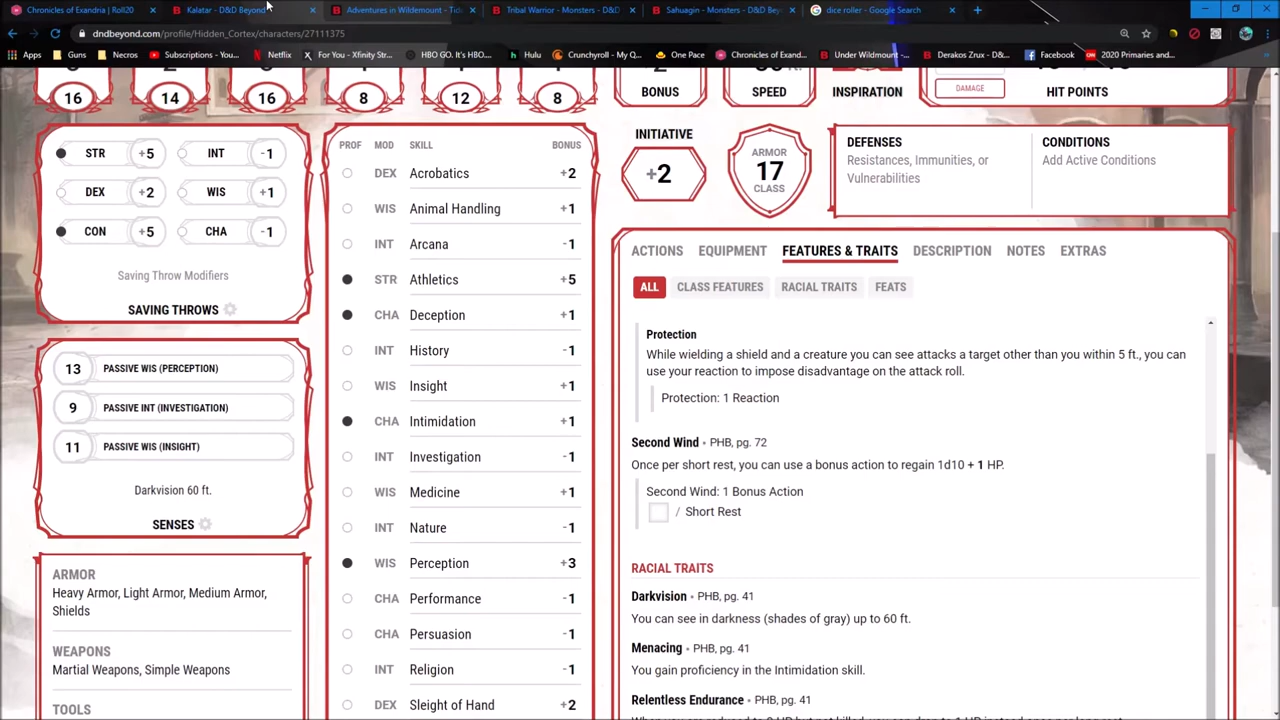 Chronicles of Exandria | Roll20
Kalatar - D&D Beyond
Adventures in Wildemount - Tid
Tribal Warrior - Monsters - D&D
Sahuagin - Monsters - D&D Bey
dice roller - Google Search
dndbeyond.com/profile/Hidden_Cortex/characters/27111375
Apps
Guns
Necros
Subscriptions - You...
Netflix
For You - Xfinity Stre
HBO GO. It's HBO...
Hulu
Crunchyroll - My Q...
One Pace
Chronicles of Exand...
Under Wildmount -...
Derakos Zrux - D&...
Facebook
2020 Primaries and...
16
14
16
8
12
8
BONUS
SPEED
INSPIRATION
DAMAGE
HIT POINTS
STR +5 INT -1
DEX +2 WIS +1
CON +5 CHA -1
Saving Throw Modifiers
SAVING THROWS
13 PASSIVE WIS (PERCEPTION)
9 PASSIVE INT (INVESTIGATION)
11 PASSIVE WIS (INSIGHT)
Darkvision 60 ft.
SENSES
ARMOR
Heavy Armor, Light Armor, Medium Armor,
Shields
WEAPONS
Martial Weapons, Simple Weapons
TOOLS
PROF MOD SKILL BONUS
DEX Acrobatics +2
WIS Animal Handling +1
INT Arcana -1
STR Athletics +5
CHA Deception +1
INT History -1
WIS Insight +1
CHA Intimidation +1
INT Investigation -1
WIS Medicine +1
INT Nature -1
WIS Perception +3
CHA Performance -1
CHA Persuasion -1
INT Religion -1
DEX Sleight of Hand +2
INITIATIVE
+2
ARMOR
17
CLASS
DEFENSES
Resistances, Immunities, or
Vulnerabilities
CONDITIONS
Add Active Conditions
ACTIONS
EQUIPMENT
FEATURES & TRAITS
DESCRIPTION
NOTES
EXTRAS
ALL
CLASS FEATURES
RACIAL TRAITS
FEATS
Protection
While wielding a shield and a creature you can see attacks a target other than you within 5 ft., you can
use your reaction to impose disadvantage on the attack roll.
Protection: 1 Reaction
Second Wind • PHB, pg. 72
Once per short rest, you can use a bonus action to regain 1d10 + 1 HP.
Second Wind: 1 Bonus Action
/ Short Rest
RACIAL TRAITS
Darkvision • PHB, pg. 41
You can see in darkness (shades of gray) up to 60 ft.
Menacing • PHB, pg. 41
You gain proficiency in the Intimidation skill.
Relentless Endurance • PHB, pg. 41